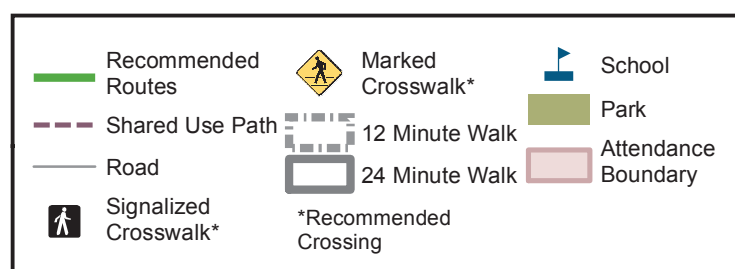 Recommended
Routes
Shared Use Path
Road
Signalized
Crosswalk*
Marked
Crosswalk*
12 Minute Walk
24 Minute Walk
*Recommended
Crossing
School
Park
Attendance
Boundary